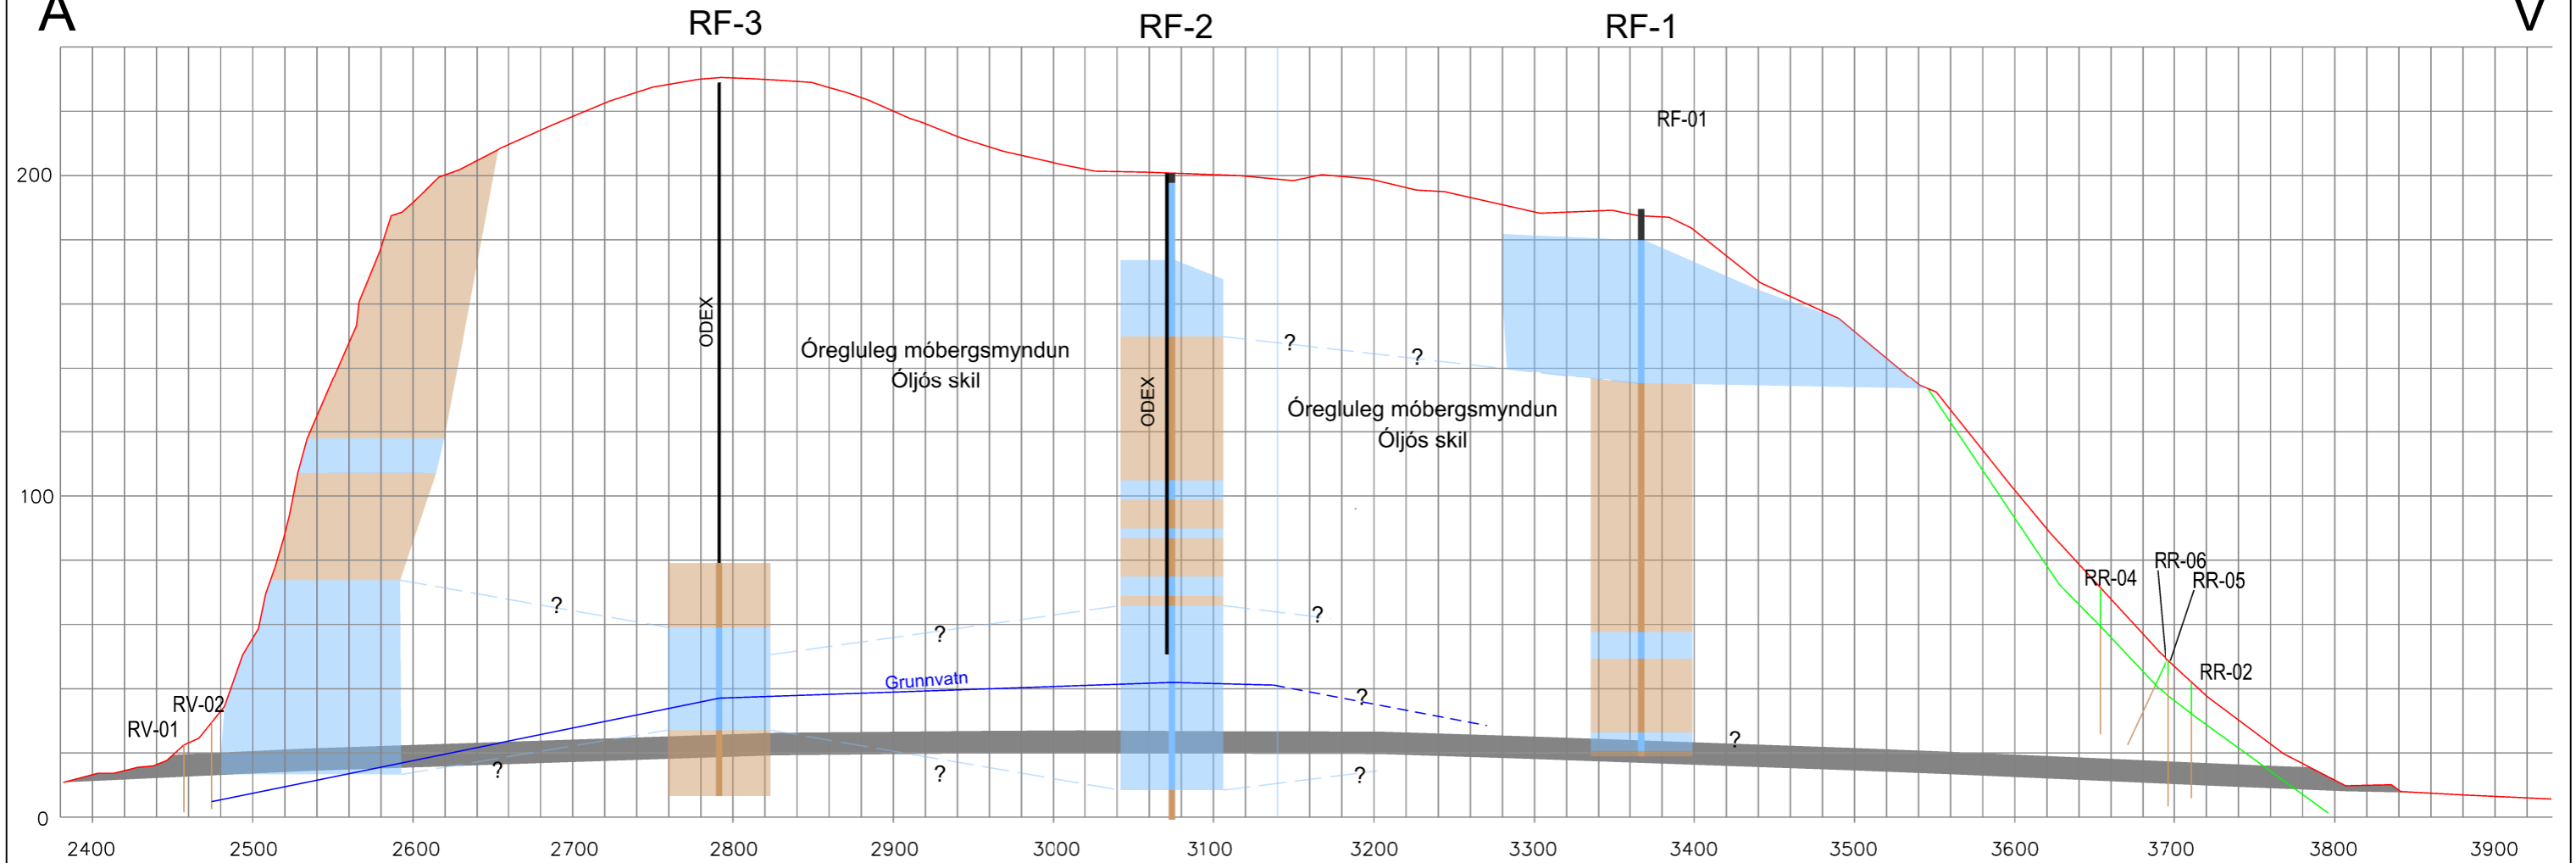 A
V
RF-3
RF-2
RF-1
RF-01
200
ODEX
Óregluleg móbergsmyndun
Óljós skil
?
?
ODEX
Óregluleg móbergsmyndun
Óljós skil
100
RR-06
RR-04
RR-05
?
?
?
RR-02
Grunnvatn
?
RV-02
RV-01
?
?
?
?
0
2400
2500
2600
2700
2800
2900
3000
3100
3200
3300
3400
3500
3600
3700
3800
3900